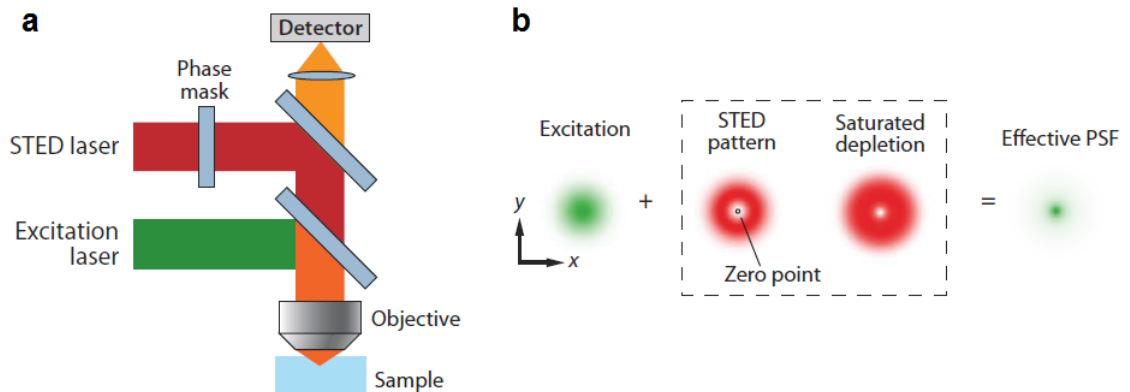 a
Detector
Phase
mask
STED laser
Excitation
laser
Objective
Sample
b
Excitation
STED
pattern
Saturated
depletion
Effective PSF
+
=
y
x
Zero point